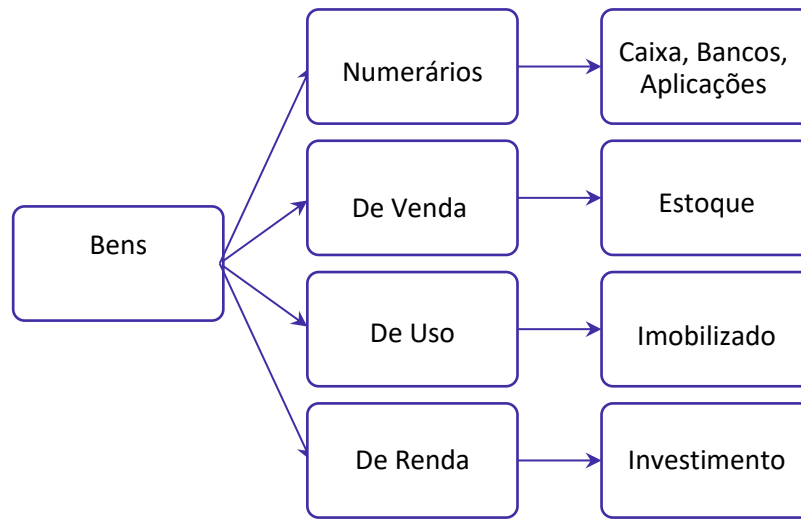 Bens
Numerários
Caixa, Bancos,
Aplicações
De Venda
Estoque
De Uso
Imobilizado
De Renda
Investimento